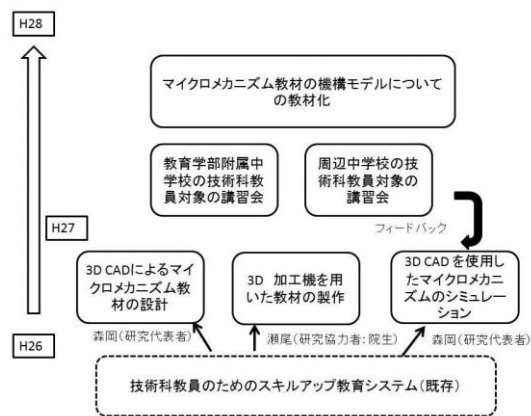 H28
マイクロメカニズム教材の機構モデルについて
の教材化
教育学部附属中
学校の技術科教
員対象の講習会
周辺中学校の技
術科教員対象の
講習会
H27
フィードバック
3D CADによるマイ
クロメカニズム教
材の設計
3D 加工機を用
いた教材の製作
3D CADを使用し
たマイクロメカニ
ズムのシミュレー
ション
H26
森岡(研究代表者)
瀬尾(研究協力者:院生)
森岡(研究代表者)
技術科教員のためのスキルアップ教育システム(既存)